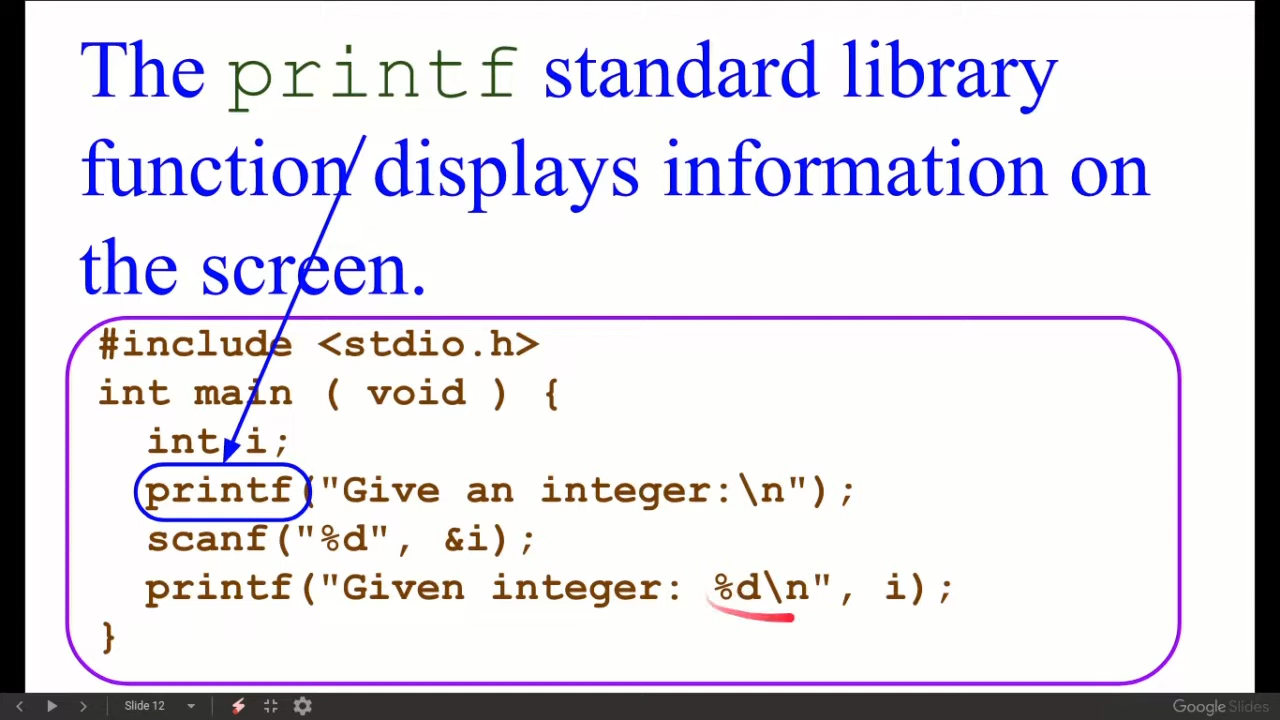 The printf standard library
function displays information on
the screen.
#include <stdio.h>
int main ( void ) {
int i;
printf("Give an integer:\n");
scanf("%d", &i);
printf("Given integer: %d\n", i);
}
Slide 12
Google Slides